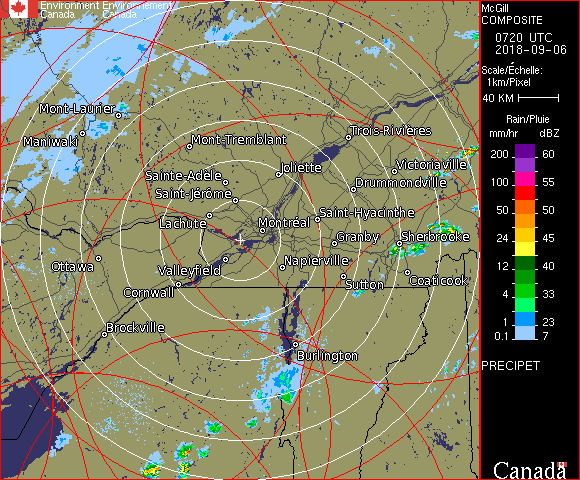 Environment Environnement
Canada Canada
McGill
COMPOSITE
0720 UTC
2018-09-06
Scale/Échelle:
1km/Pixel
40 KM
Rain/Pluie
mm/hr dBZ
200 60
100 55
50 50
24 45
12 40
8 33
4 28
1 23
0.1 7
PRECIPET
Canada
Mont-Laurier
Maniwaki
Mont-Tremblant
Trois-Rivières
Victoriaville
Joliette
Sainte-Adèle
Drummondville
Saint-Jérôme
Saint-Hyacinthe
Lachute
Montréal
Granby
Sherbrooke
Ottawa
Valleyfield
Napierville
Coaticook
Cornwall
Sutton
Brockville
Burlington